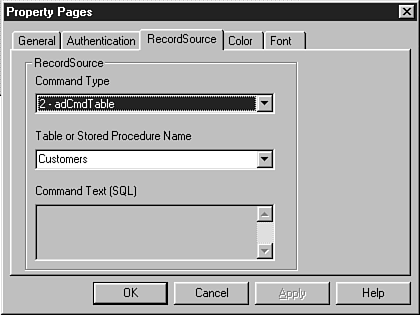 Property Pages
General Authentication RecordSource Color Font
RecordSource
Command Type
2 - adCmdTable
Table or Stored Procedure Name
Customers
Command Text (SQL)
OK Cancel Apply Help